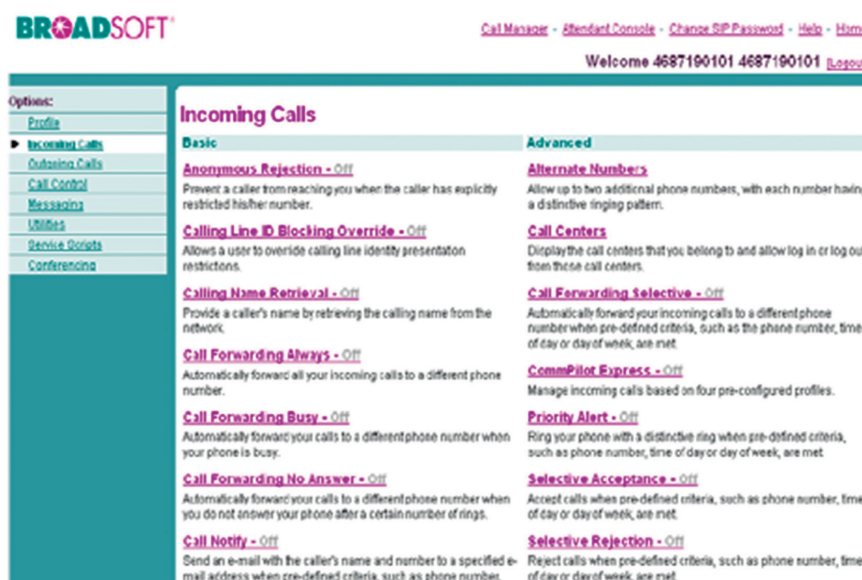 BROADSOFT
Call Manager - Attendant Console - Change SIP Password - Help - Home
Welcome 4687190101 4687190101 [Logout
Options:
Profile
Incoming Calls
Outgoing Calls
Call Control
Messaging
Utilities
Service Scripts
Conferencing
Incoming Calls
Basic
Anonymous Rejection - Off
Prevent a caller from reaching you when the caller has explicitly
restricted his/her number.
Calling Line ID Blocking Override - Off
Allows a user to override calling line identity presentation
restrictions.
Calling Name Retrieval - Off
Provide a caller's name by retrieving the calling name from the
network.
Call Forwarding Always - Off
Automatically forward all your incoming calls to a different phone
number.
Call Forwarding Busy - Off
Automatically forward your calls to a different phone number when
your phone is busy.
Call Forwarding No Answer - Off
Automatically forward your calls to a different phone number when
you do not answer your phone after a certain number of rings.
Call Notify - Off
Send an e-mail with the caller's name and number to a specified e-
mail address when pre-defined criteria, such as phone number,
Advanced
Alternate Numbers
Allow up to two additional phone numbers, with each number having
a distinctive ringing pattern.
Call Centers
Display the call centers that you belong to and allow log in or log out
from those call centers.
Call Forwarding Selective - Off
Automatically forward your incoming calls to a different phone
number when pre-defined criteria, such as the phone number, time
of day or day of week, are met.
CommPilot Express - Off
Manage incoming calls based on four pre-configured profiles.
Priority Alert - Off
Ring your phone with a distinctive ring when pre-defined criteria,
such as phone number, time of day or day of week, are met.
Selective Acceptance - Off
Accept calls when pre-defined criteria, such as phone number, time
of day or day of week, are met.
Selective Rejection - Off
Reject calls when pre-defined criteria, such as phone number, time
of day or day of week, are met.